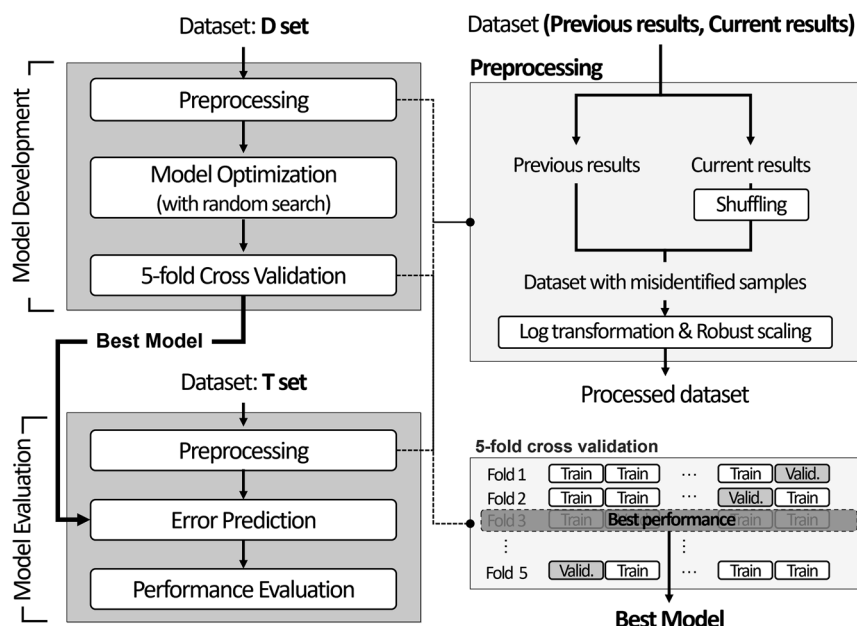 Dataset: D set
Model Development
Preprocessing
Model Optimization
(with random search)
5-fold Cross Validation
Best Model
Dataset: T set
Model Evaluation
Preprocessing
Error Prediction
Performance Evaluation
Dataset (Previous results, Current results)
Preprocessing
Previous results
Current results
Shuffling
Dataset with misidentified samples
Log transformation & Robust scaling
Processed dataset
5-fold cross validation
Fold 1 Train Train ... Train Valid.
Fold 2 Train Train ... Valid. Train
Fold 3 Train Best performance Train Train
Fold 5 Valid. Train ... Train Train
Best Model